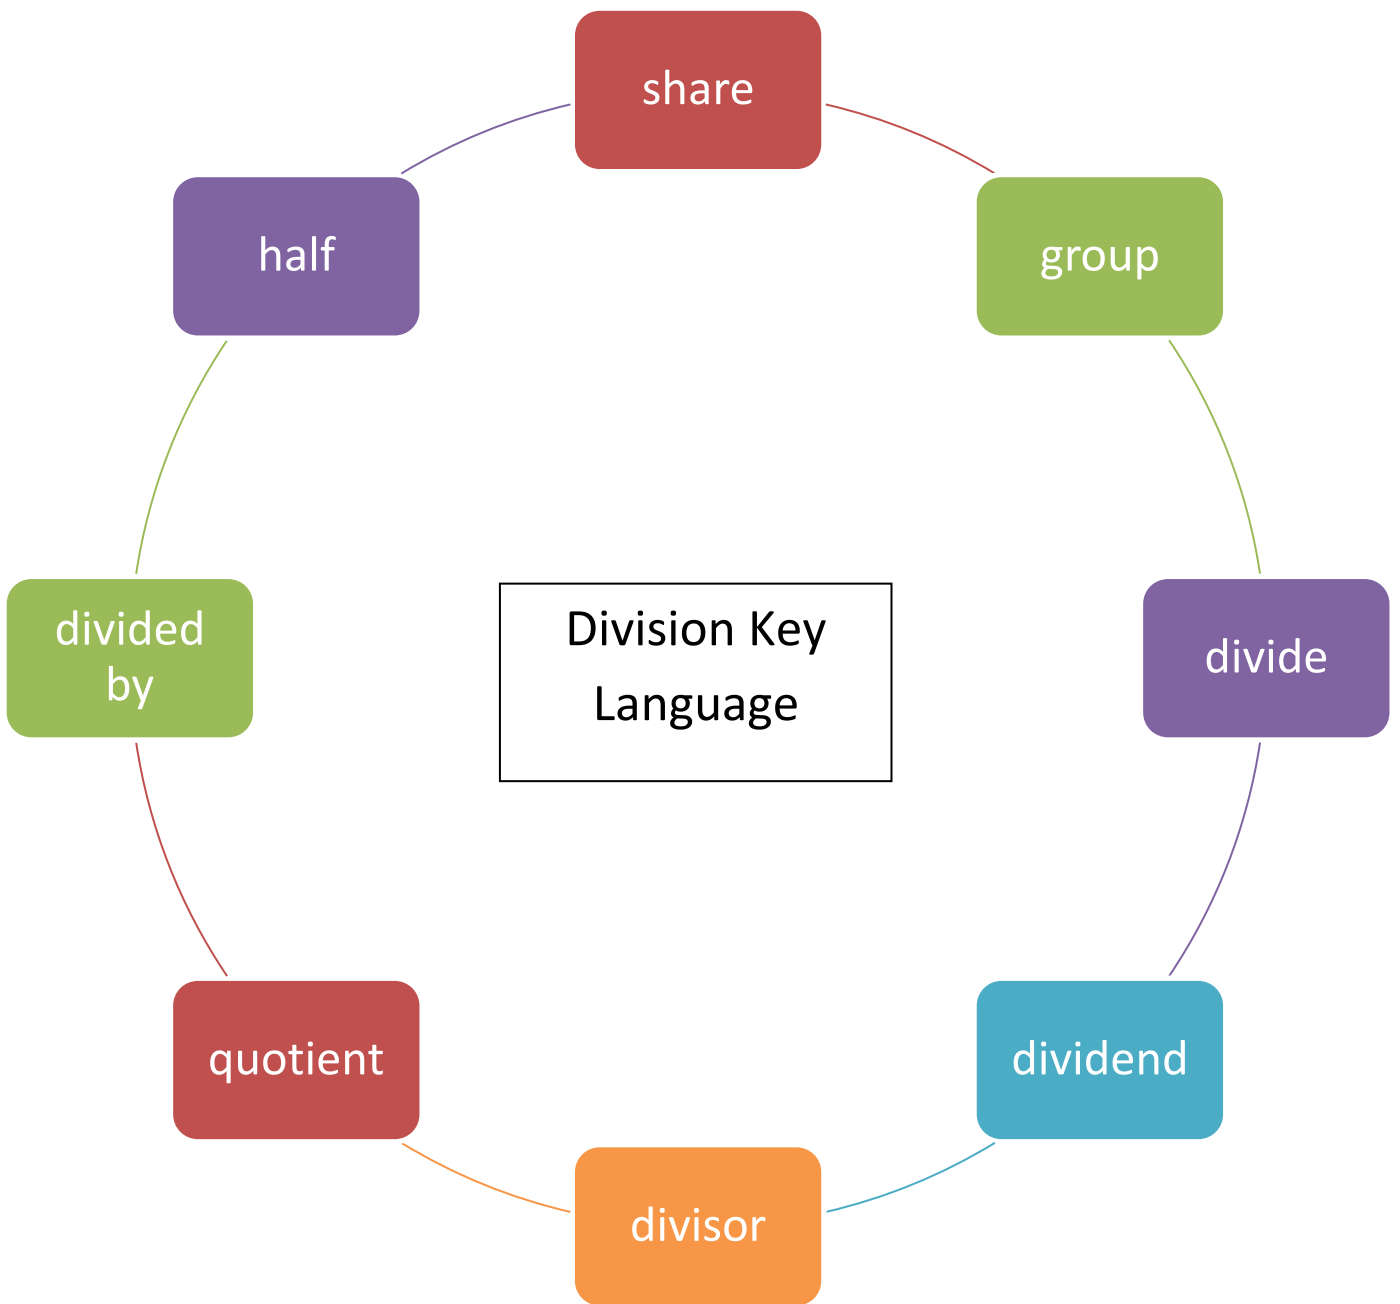 share
group
divide
dividend
divisor
quotient
divided
by
half
Division Key
Language